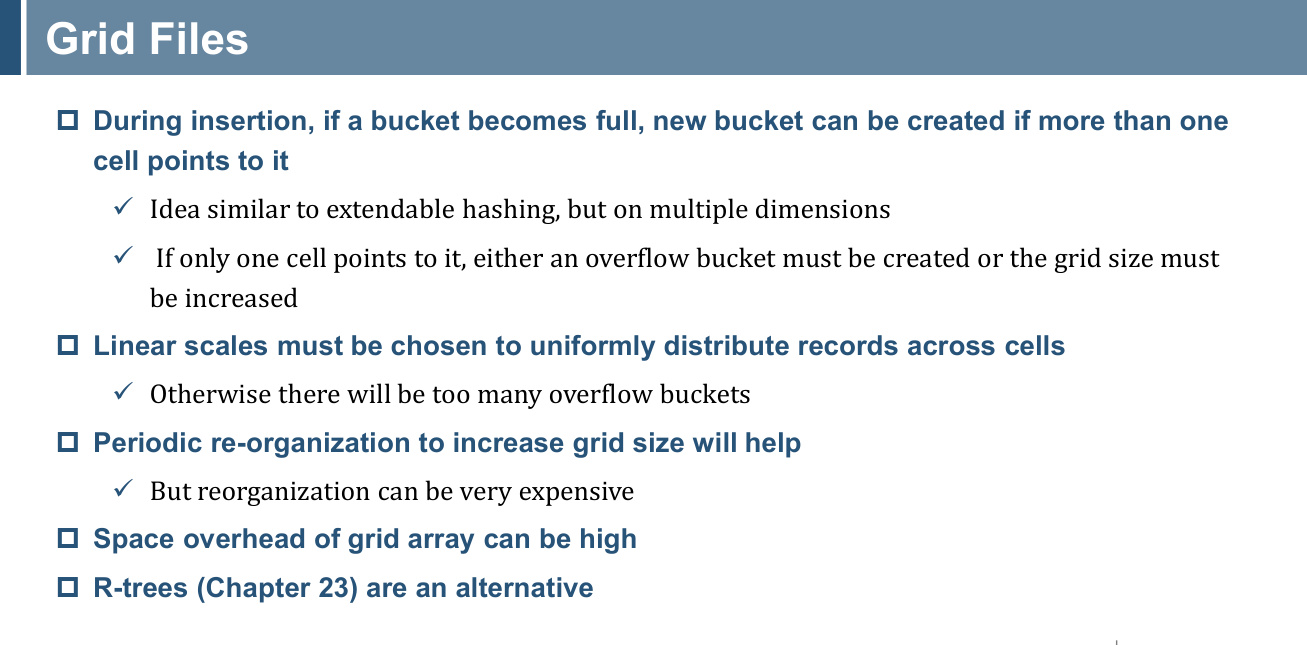 Grid Files
During insertion, if a bucket becomes full, new bucket can be created if more than one
cell points to it
Idea similar to extendable hashing, but on multiple dimensions
If only one cell points to it, either an overflow bucket must be created or the grid size must
be increased
Linear scales must be chosen to uniformly distribute records across cells
Otherwise there will be too many overflow buckets
Periodic re-organization to increase grid size will help
But reorganization can be very expensive
Space overhead of grid array can be high
R-trees (Chapter 23) are an alternative